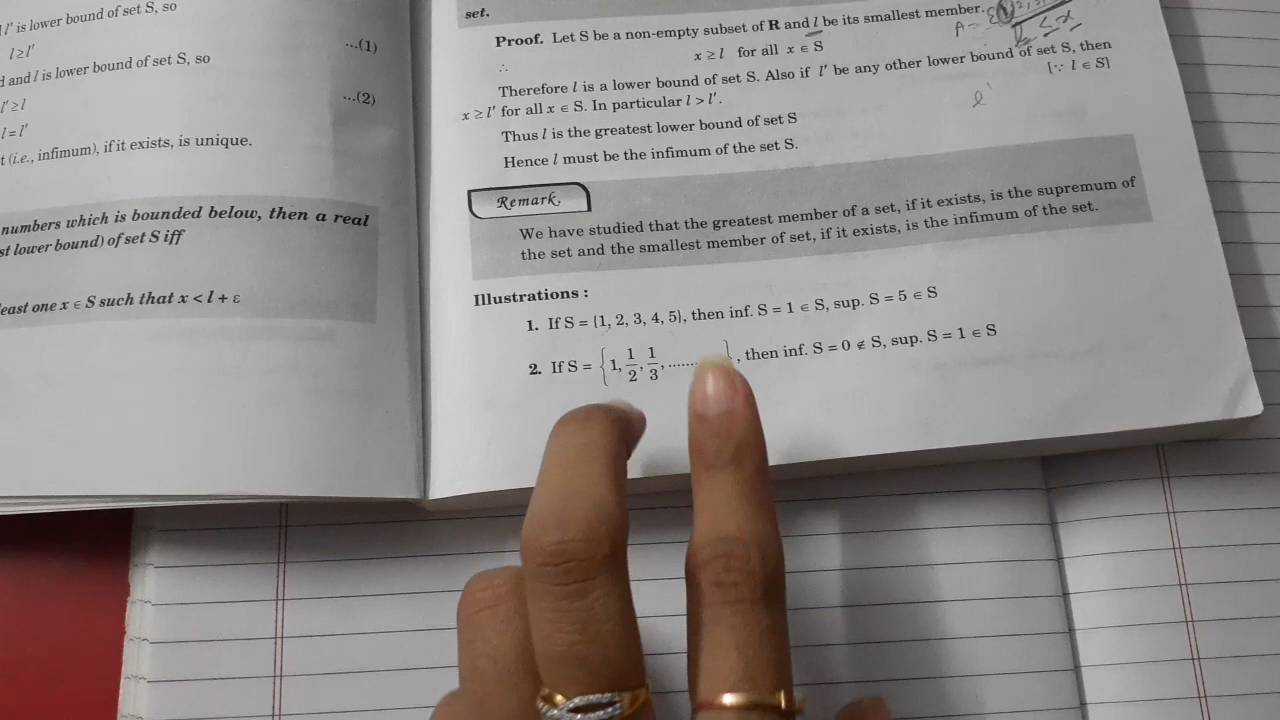 l' is lower bound of set S, so
l ≥ l' ...(1)
and l is lower bound of set S, so
l' ≥ l ...(2)
l = l'
t (i.e., infimum), if it exists, is unique.
numbers which is bounded below, then a real
st lower bound) of set S iff
east one x ∈ S such that x < l + ε
set.
Proof. Let S be a non-empty subset of R and l be its smallest member.
∴ x ≥ l for all x ∈ S
Therefore l is a lower bound of set S. Also if l' be any other lower bound of set S, then
x ≥ l' for all x ∈ S. In particular l > l'. [∵ l ∈ S]
l'
Thus l is the greatest lower bound of set S
Hence l must be the infimum of the set S.
Remark.
We have studied that the greatest member of a set, if it exists, is the supremum of
the set and the smallest member of set, if it exists, is the infimum of the set.
Illustrations :
1. If S = {1, 2, 3, 4, 5}, then inf. S = 1 ∈ S, sup. S = 5 ∈ S
2. If S = {1, 1/2, 1/3, ....... }, then inf. S = 0 ∉ S, sup. S = 1 ∈ S